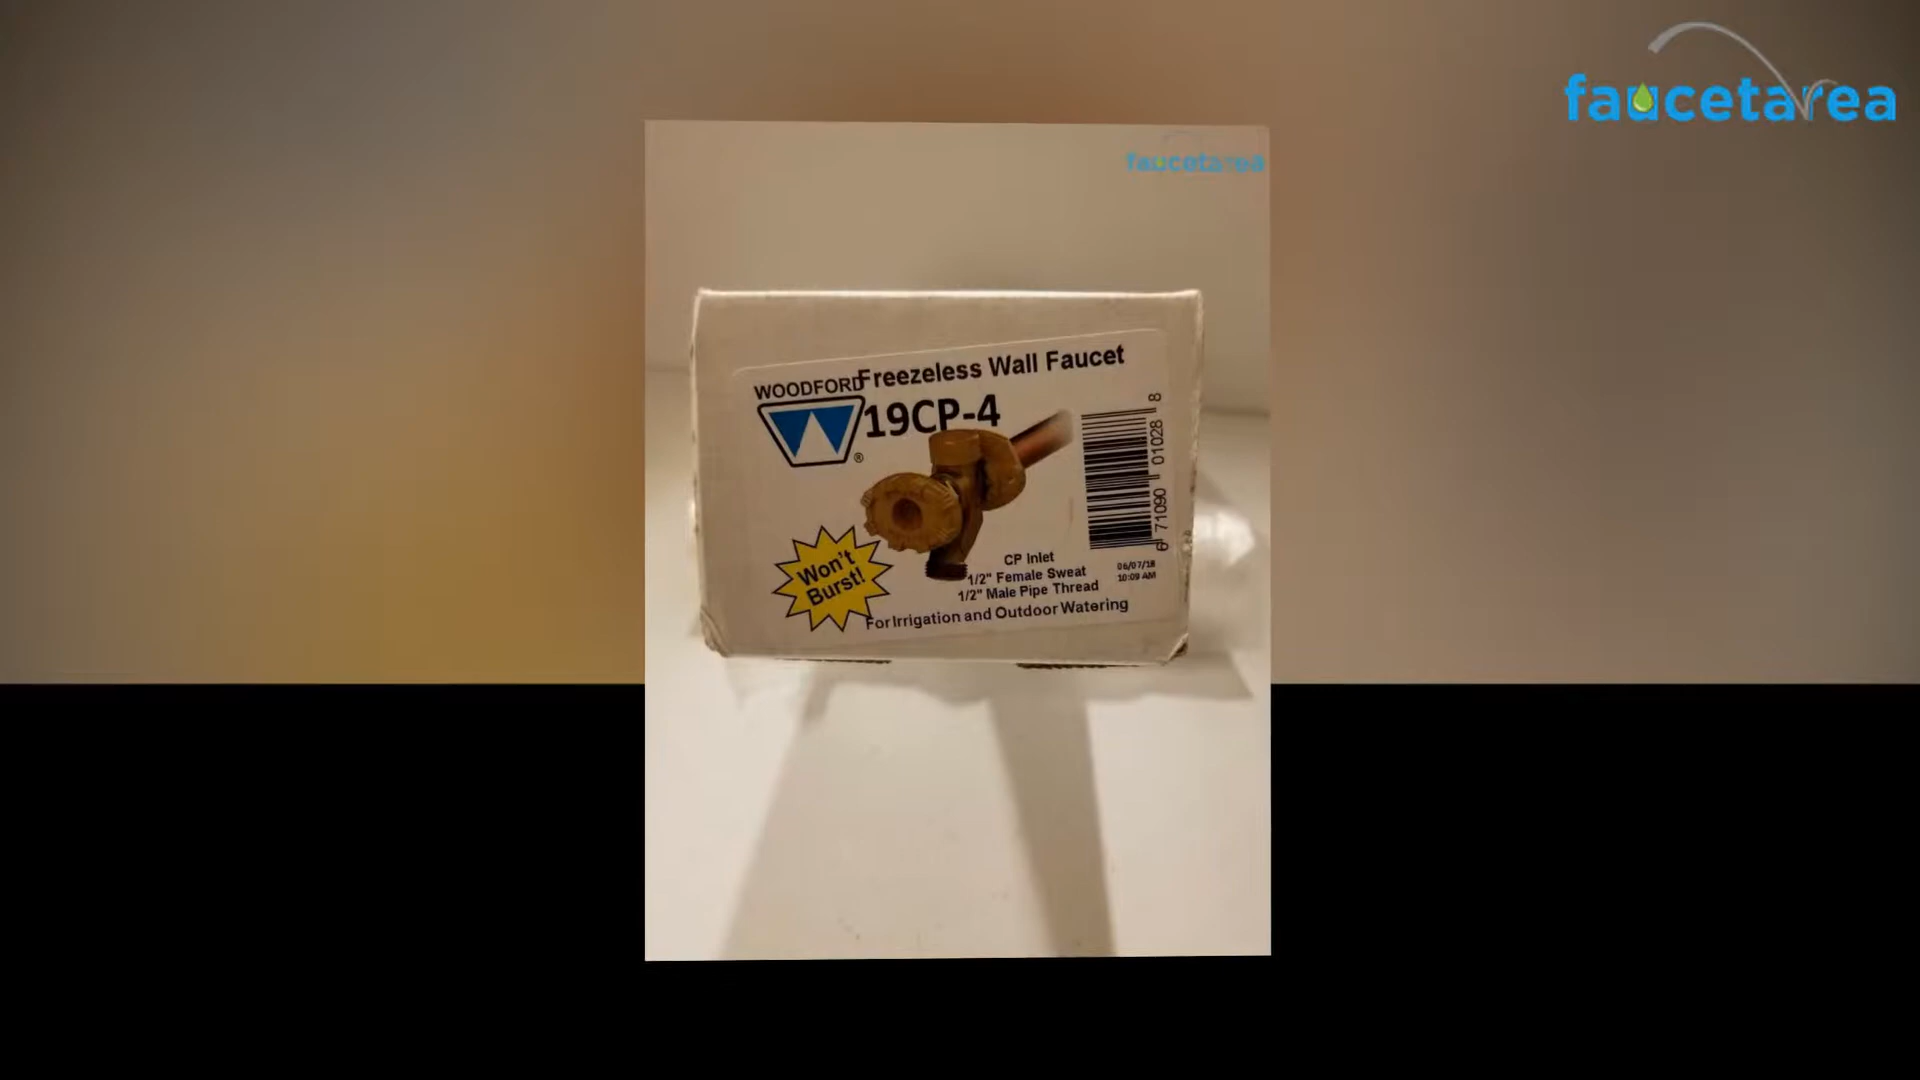 faucetarea
faucetarea
WOODFORD
Freezeless Wall Faucet
19CP-4
®
Won't
Burst!
CP Inlet
1/2" Female Sweat
1/2" Male Pipe Thread
For Irrigation and Outdoor Watering
06/07/18
10:09 AM
6 71090 01028 8